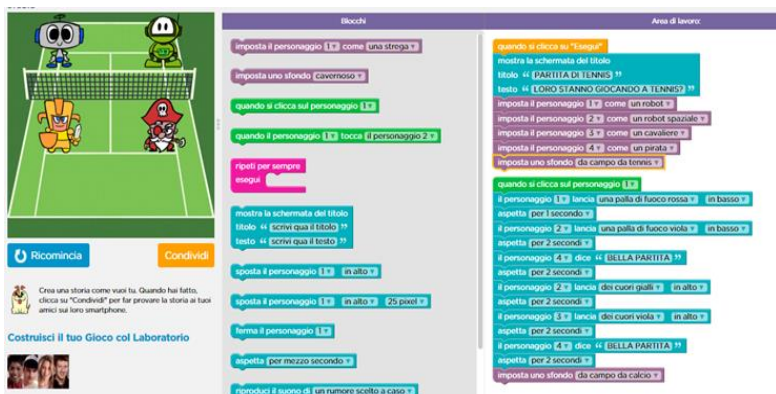 Blocchi
Area di lavoro:
imposta il personaggio 1 come una strega
imposta uno sfondo cavernoso
quando si clicca sul personaggio 1
quando il personaggio 1 tocca il personaggio 2
ripeti per sempre
esegui
mostra la schermata del titolo
titolo “ scrivi qua il titolo ”
testo “ scrivi qua il testo ”
sposta il personaggio 1 in alto
sposta il personaggio 1 in alto 25 pixel
ferma il personaggio 1
aspetta per mezzo secondo
riproduci il suono di un rumore scelto a caso
quando si clicca su "Esegui"
mostra la schermata del titolo
titolo “ PARTITA DI TENNIS ”
testo “ LORO STANNO GIOCANDO A TENNIS? ”
imposta il personaggio 1 come un robot
imposta il personaggio 2 come un robot spaziale
imposta il personaggio 3 come un cavaliere
imposta il personaggio 4 come un pirata
imposta uno sfondo da campo da tennis
quando si clicca sul personaggio 1
il personaggio 1 lancia una palla di fuoco rossa in basso
aspetta per 1 secondo
il personaggio 2 lancia una palla di fuoco viola in basso
aspetta per 2 secondi
il personaggio 4 dice “ BELLA PARTITA ”
aspetta per 2 secondi
il personaggio 2 lancia dei cuori gialli in alto
aspetta per 2 secondi
il personaggio 3 lancia dei cuori viola in alto
aspetta per 2 secondi
il personaggio 4 dice “ BELLA PARTITA ”
aspetta per 2 secondi
imposta uno sfondo da campo da calcio
Ricomincia
Condividi
Crea una storia come vuoi tu. Quando hai fatto,
clicca su "Condividi" per far provare la storia ai tuoi
amici sui loro smartphone.
Costruisci il tuo Gioco col Laboratorio